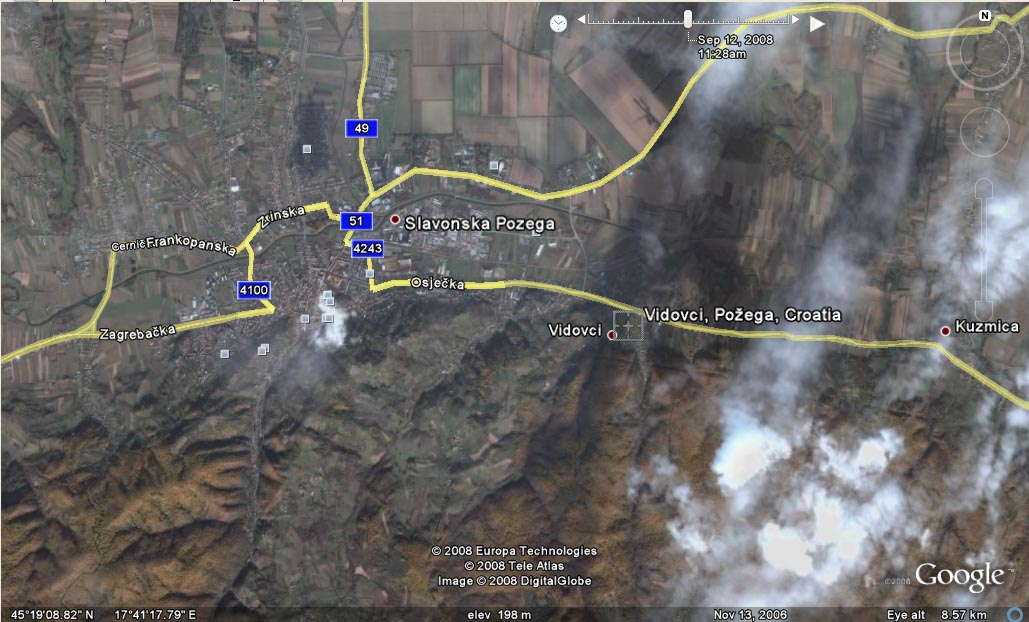 N
Sep 12, 2008
11:28am
49
Zrinska
51
Slavonska Pozega
Cernič
Frankopanska
4243
4100
Osječka
Vidovci, Požega, Croatia
Vidovci
Kuzmica
Zagrebačka
© 2008 Europa Technologies
© 2008 Tele Atlas
Image © 2008 DigitalGlobe
©2008 Google™
45°19'08.82" N 17°41'17.79" E elev 198 m Nov 13, 2006 Eye alt 8.57 km